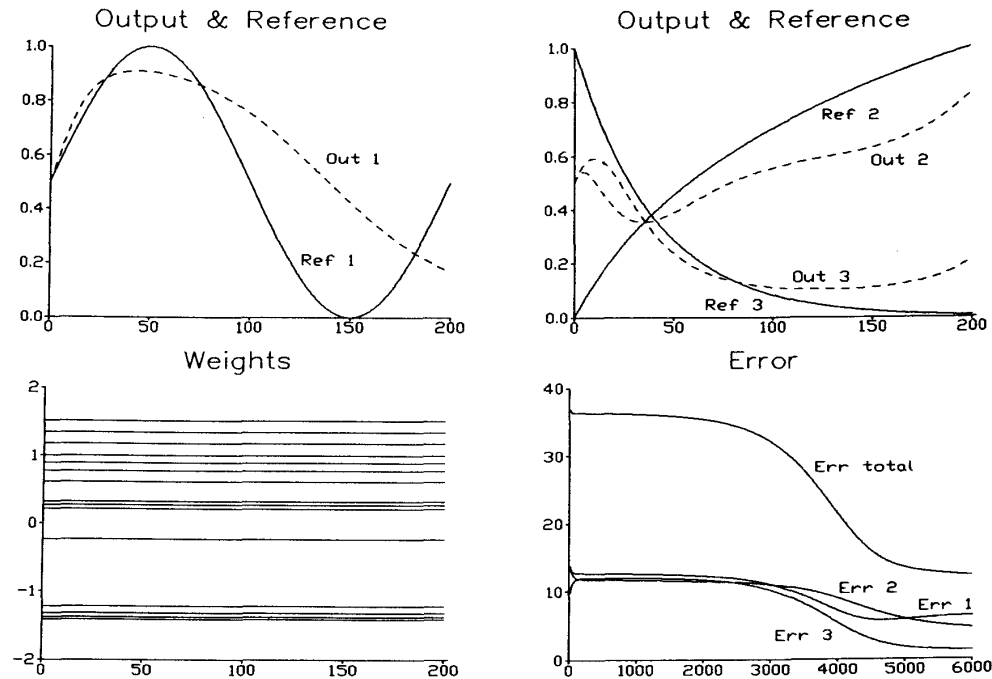 Output & Reference
1.0
0.8
0.6
0.4
0.2
0.0
0 50 100 150 200
Out 1
Ref 1
Output & Reference
1.0
0.8
0.6
0.4
0.2
0.0
0 50 100 150 200
Ref 2
Out 2
Out 3
Ref 3
Weights
2
1
0
-1
-2
0 50 100 150 200
Error
40
30
20
10
0
0 1000 2000 3000 4000 5000 6000
Err total
Err 2
Err 1
Err 3